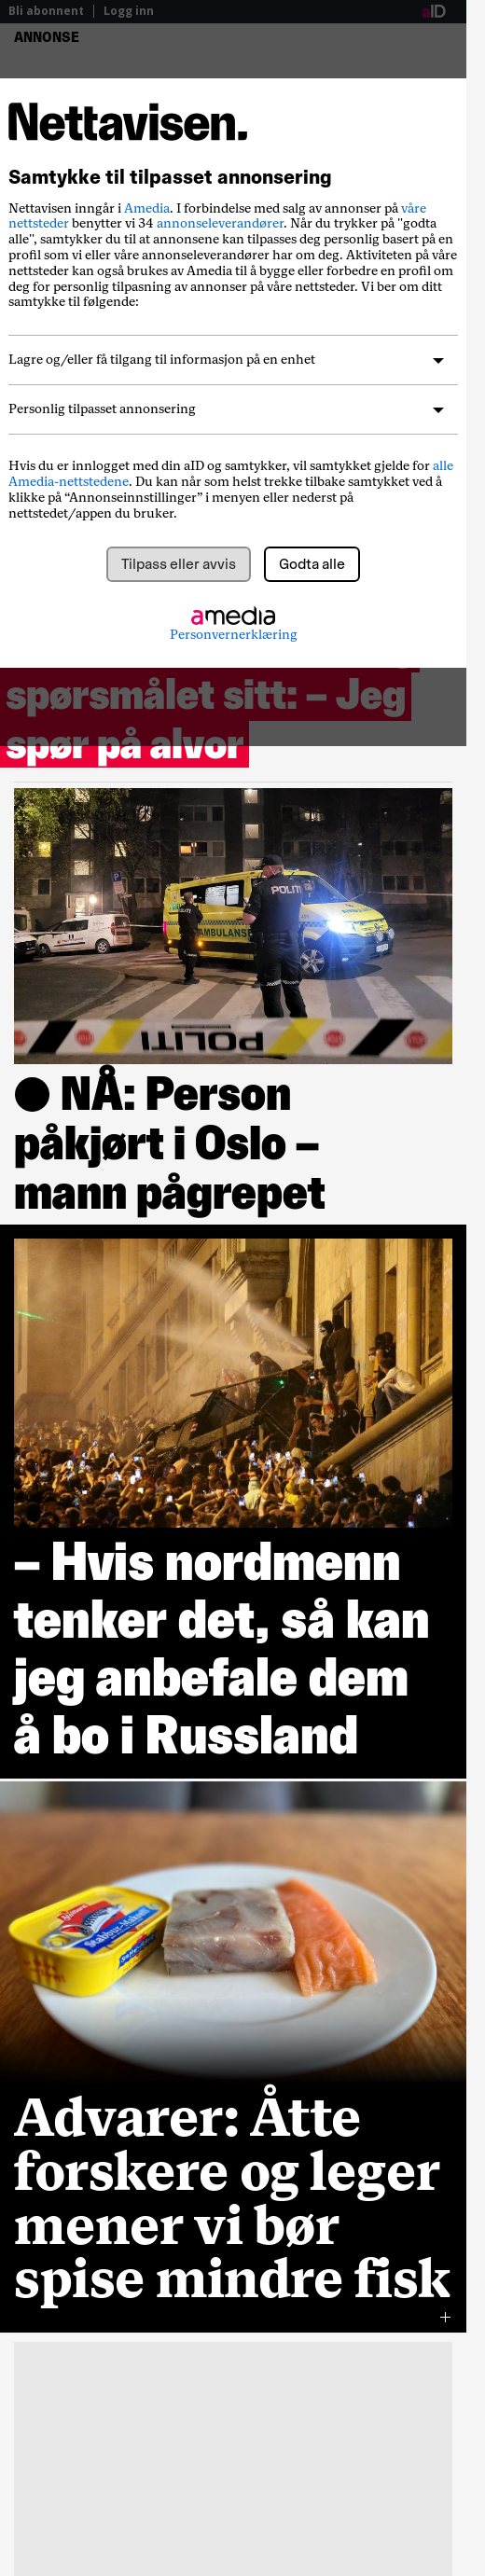 Bli abonnent
Logg inn
aID
ANNONSE
Nettavisen.
Samtykke til tilpasset annonsering
Nettavisen inngår i Amedia. I forbindelse med salg av annonser på våre
nettsteder benytter vi 34 annonseleverandører. Når du trykker på "godta
alle", samtykker du til at annonsene kan tilpasses deg personlig basert på en
profil som vi eller våre annonseleverandører har om deg. Aktiviteten på våre
nettsteder kan også brukes av Amedia til å bygge eller forbedre en profil om
deg for personlig tilpasning av annonser på våre nettsteder. Vi ber om ditt
samtykke til følgende:
Lagre og/eller få tilgang til informasjon på en enhet
Personlig tilpasset annonsering
Hvis du er innlogget med din aID og samtykker, vil samtykket gjelde for alle
Amedia-nettstedene. Du kan når som helst trekke tilbake samtykket ved å
klikke på “Annonseinnstillinger” i menyen eller nederst på
nettstedet/appen du bruker.
Tilpass eller avvis
Godta alle
amedia
Personvernerklæring
spørsmålet sitt: – Jeg
spør på alvor
POLITI
AMBULANSE
POLITI
● NÅ: Person
påkjørt i Oslo –
mann pågrepet
– Hvis nordmenn
tenker det, så kan
jeg anbefale dem
å bo i Russland
Stabbur-Makrell
Advarer: Åtte
forskere og leger
mener vi bør
spise mindre fisk
+